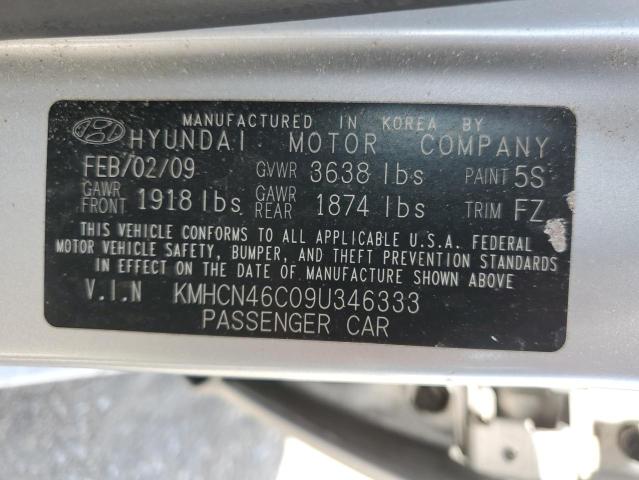 MANUFACTURED IN KOREA BY
HYUNDAI MOTOR COMPANY
FEB/02/09 GVWR 3638 lbs PAINT 5S
GAWR FRONT 1918 lbs GAWR REAR 1874 lbs TRIM FZ
THIS VEHICLE CONFORMS TO ALL APPLICABLE U.S.A. FEDERAL
MOTOR VEHICLE SAFETY, BUMPER, AND THEFT PREVENTION STANDARDS
IN EFFECT ON THE DATE OF MANUFACTURE SHOWN ABOVE
V.I.N KMHCN46C09U346333
PASSENGER CAR